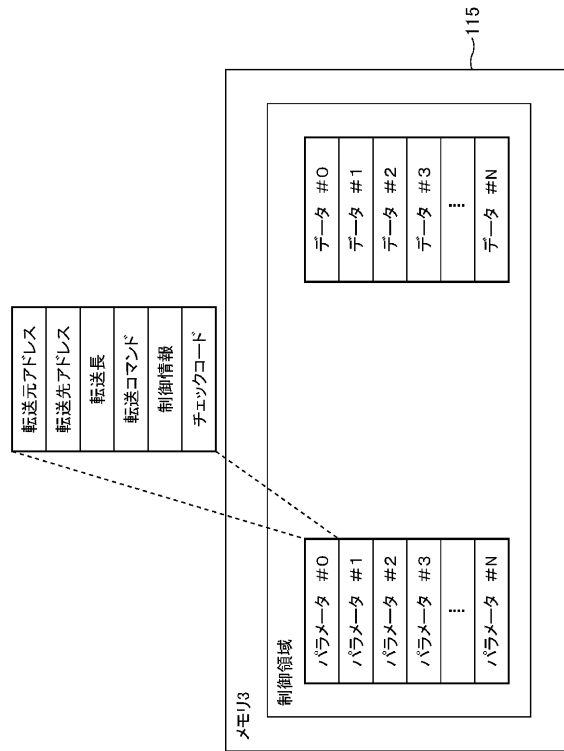 メモリ3
115
制御領域
パラメータ #0
パラメータ #1
パラメータ #2
パラメータ #3
⁝
パラメータ #N
転送元アドレス
転送先アドレス
転送長
転送コマンド
制御情報
チェックコード
データ #0
データ #1
データ #2
データ #3
⁝
データ #N